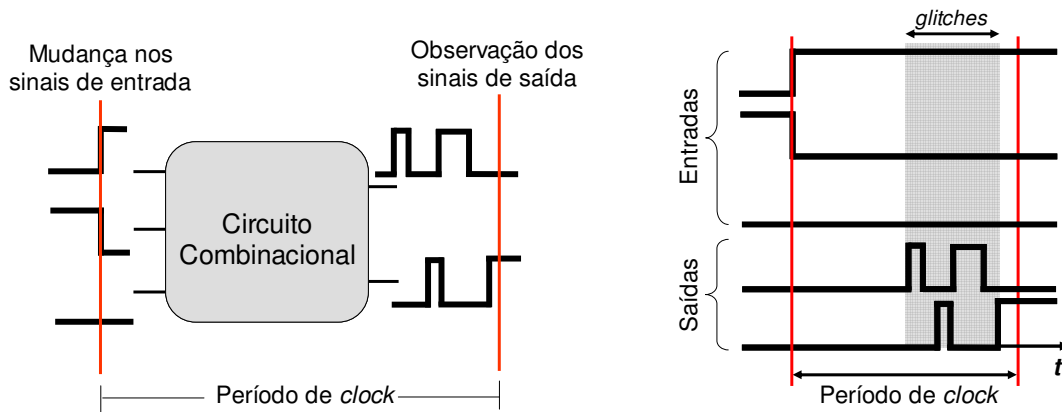 Mudança nos
sinais de entrada
Observação dos
sinais de saída
Circuito
Combinacional
Período de clock
glitches
Entradas
Saídas
t
Período de clock